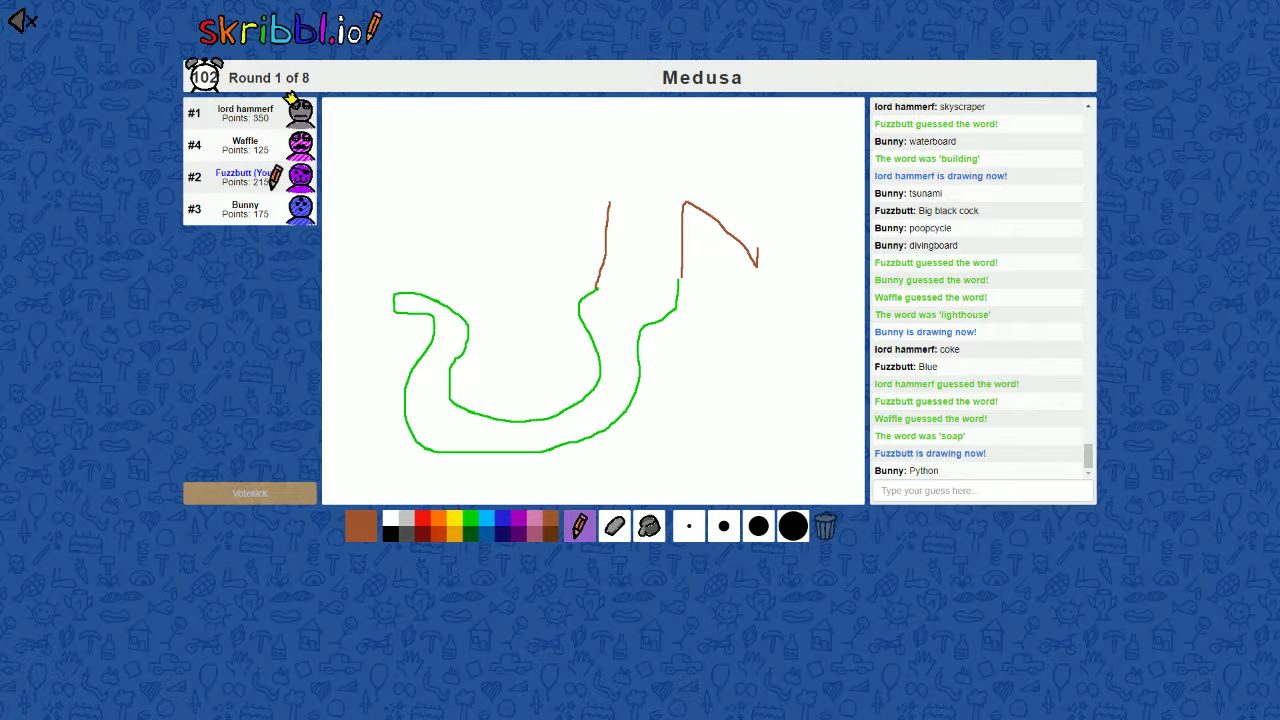 skribbl.io
102
Round 1 of 8
Medusa
#1
lord hammerf
Points: 350
#4
Waffle
Points: 125
#2
Fuzzbutt (You
Points: 215
#3
Bunny
Points: 175
Votekick
lord hammerf: skyscraper
Fuzzbutt guessed the word!
Bunny: waterboard
The word was 'building'
lord hammerf is drawing now!
Bunny: tsunami
Fuzzbutt: Big black cock
Bunny: poopcycle
Bunny: divingboard
Fuzzbutt guessed the word!
Bunny guessed the word!
Waffle guessed the word!
The word was 'lighthouse'
Bunny is drawing now!
lord hammerf: coke
Fuzzbutt: Blue
lord hammerf guessed the word!
Fuzzbutt guessed the word!
Waffle guessed the word!
The word was 'soap'
Fuzzbutt is drawing now!
Bunny: Python
Type your guess here...